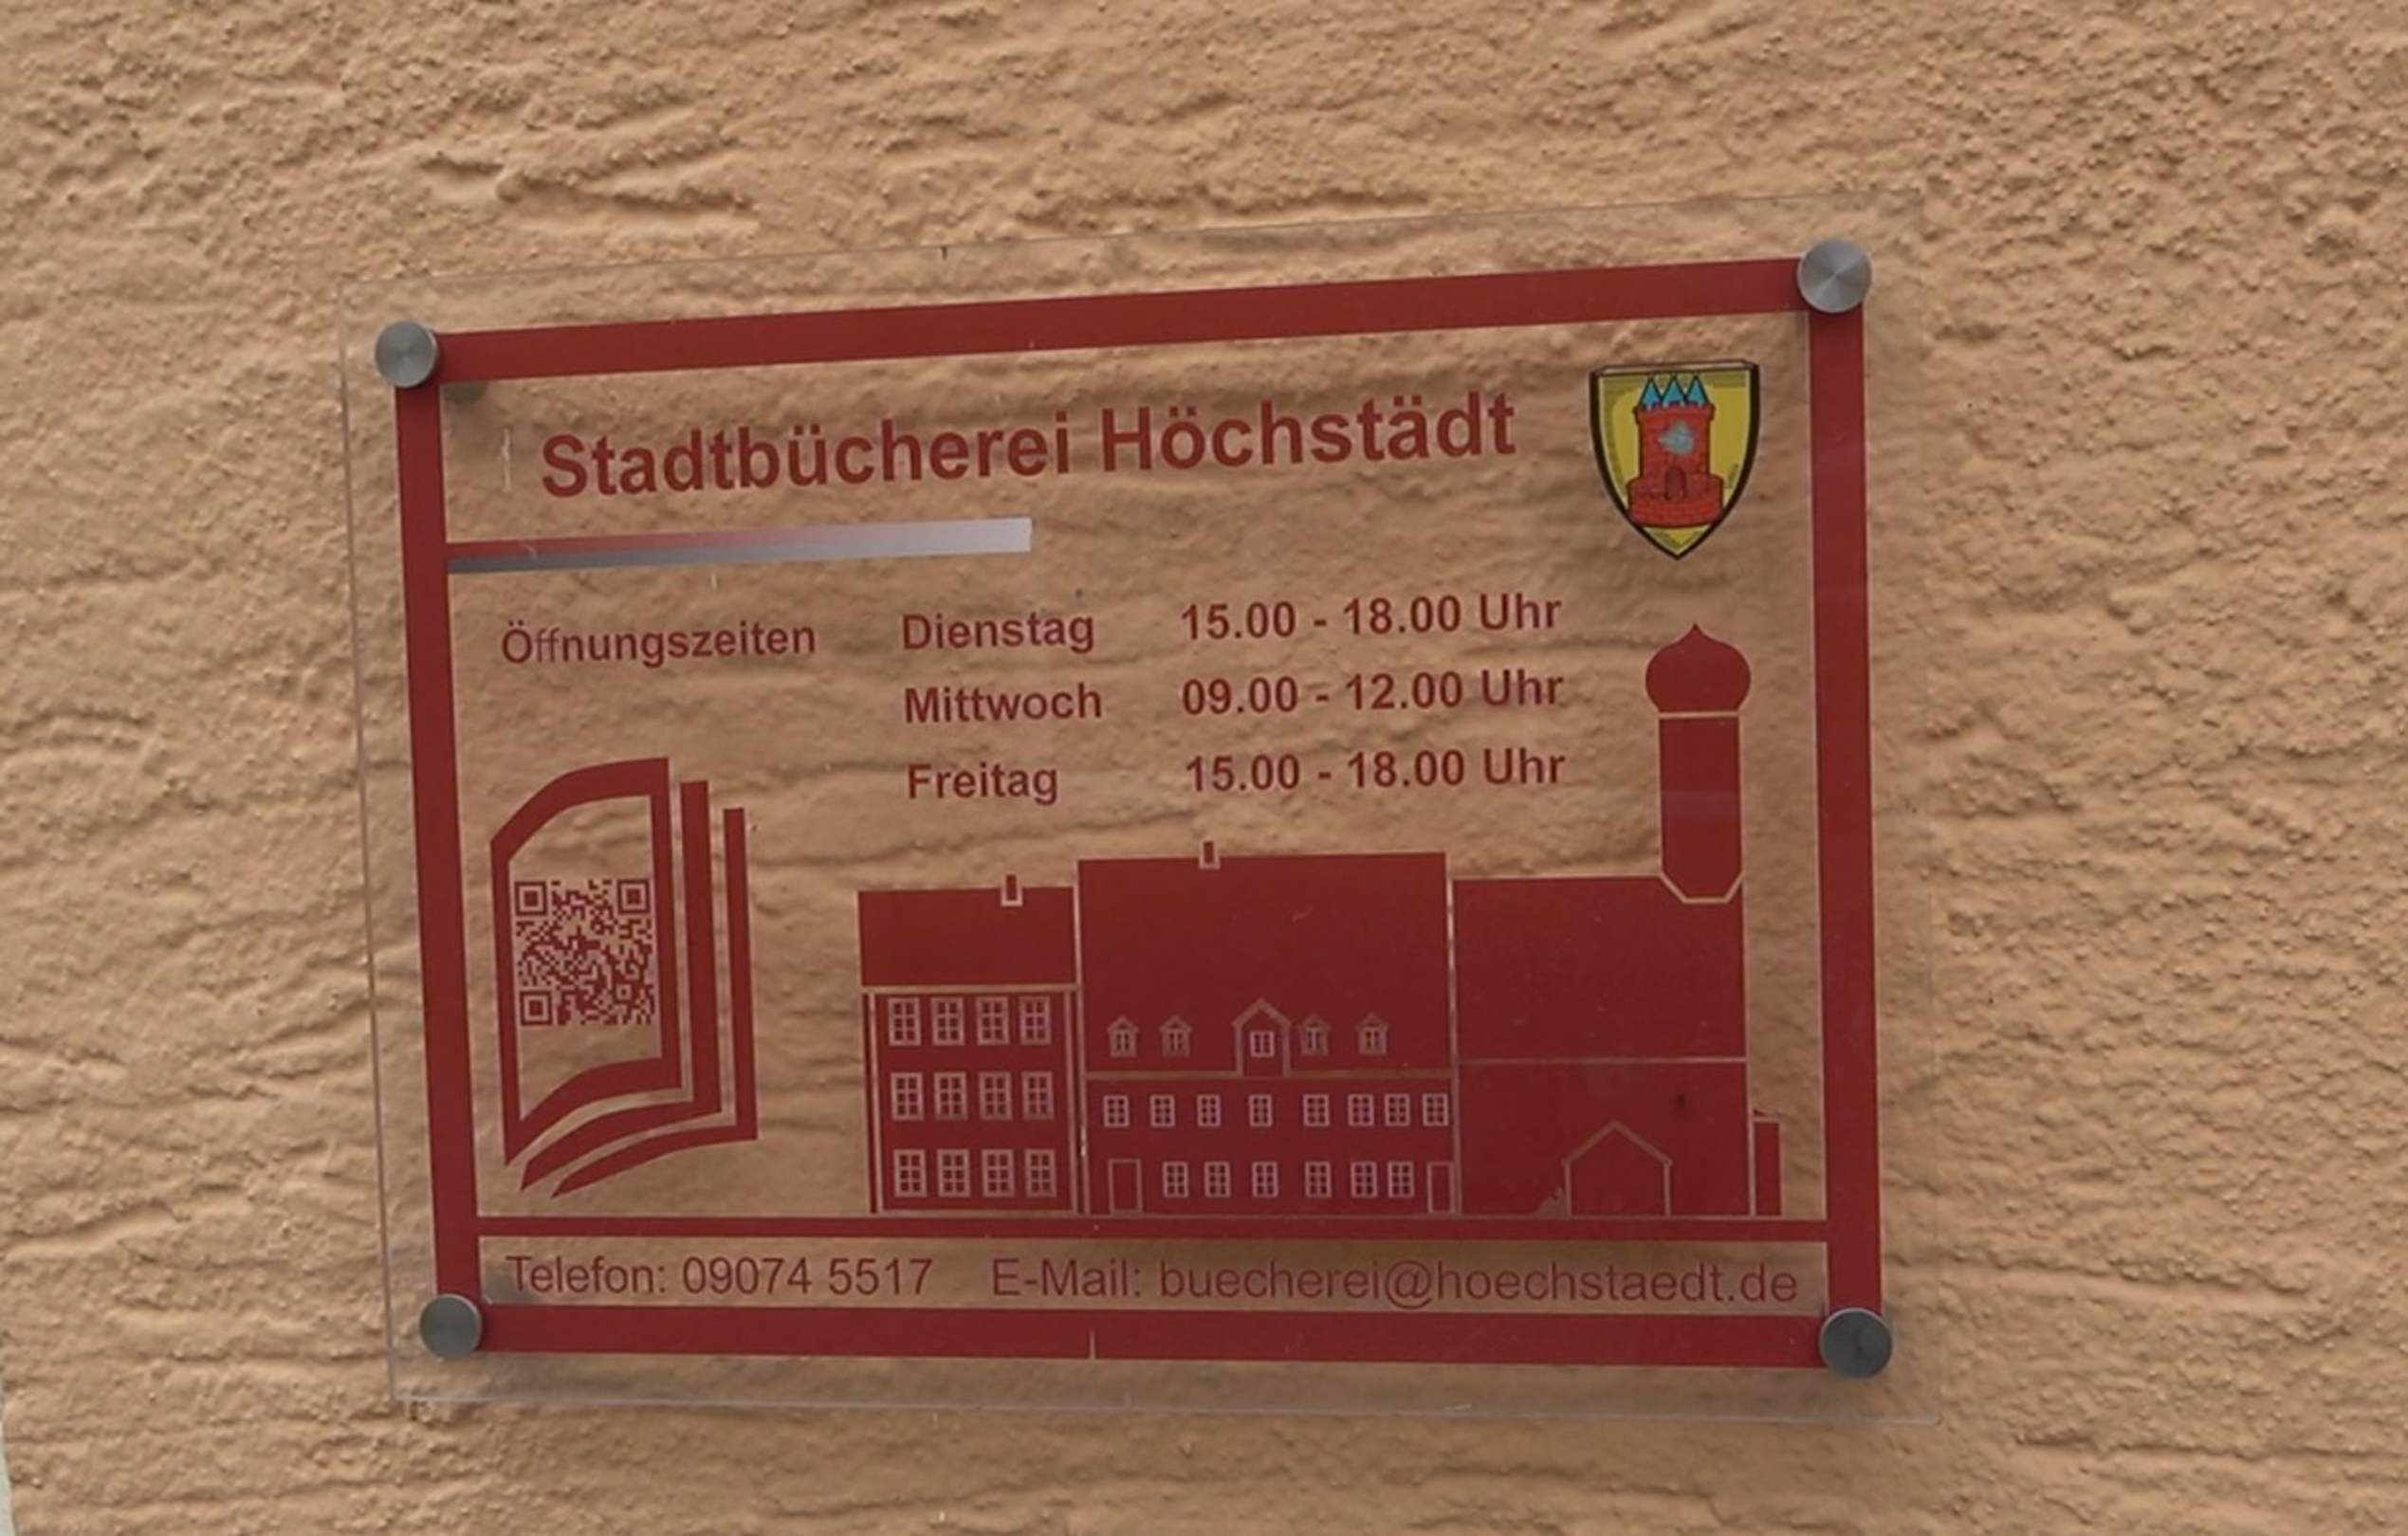 Stadtbücherei Höchstädt
Öffnungszeiten Dienstag 15.00 - 18.00 Uhr
Mittwoch 09.00 - 12.00 Uhr
Freitag 15.00 - 18.00 Uhr
Telefon: 09074 5517 E-Mail: buecherei@hoechstaedt.de